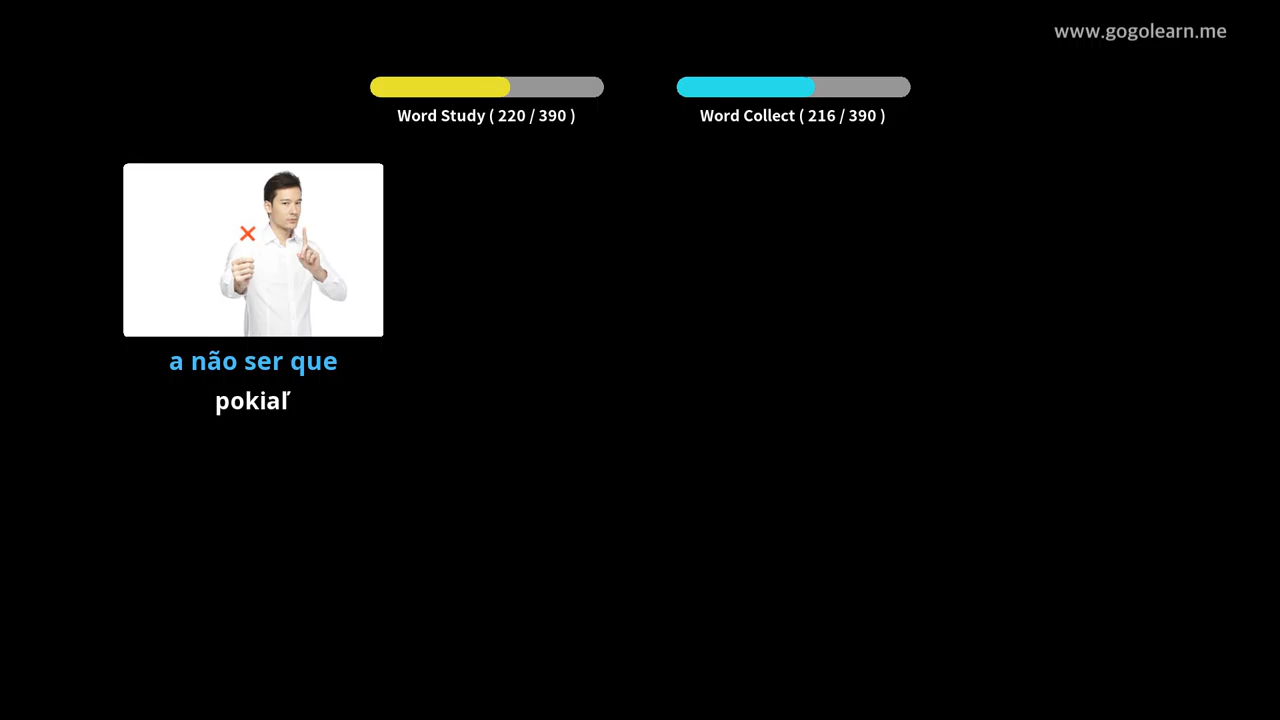 www.gogolearn.me
Word Study ( 220 / 390 )
Word Collect ( 216 / 390 )
a não ser que
pokiaľ